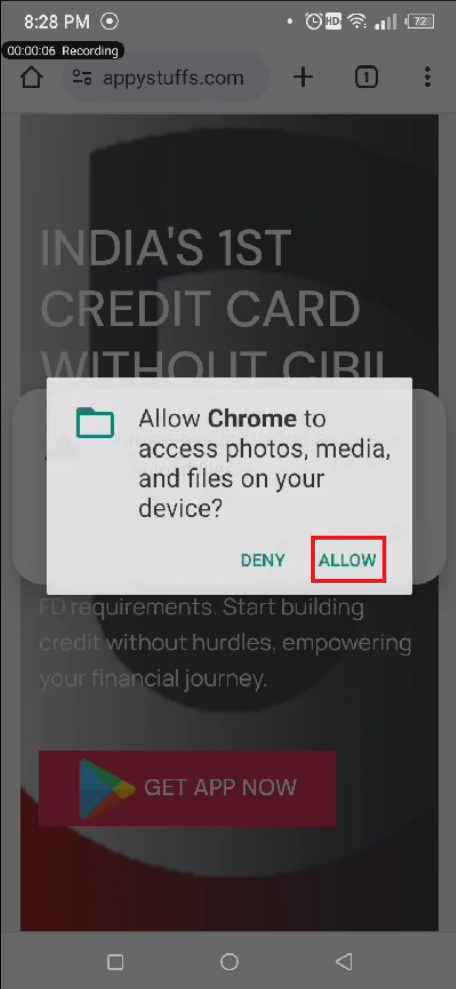 8:28 PM HD 72
00:00:06 Recording
appystuffs.com 1
INDIA'S 1ST
CREDIT CARD
WITHOUT CIBIL
Allow Chrome to
access photos, media,
and files on your
device?
DENY ALLOW
FD requirements. Start building
credit without hurdles, empowering
your financial journey.
GET APP NOW